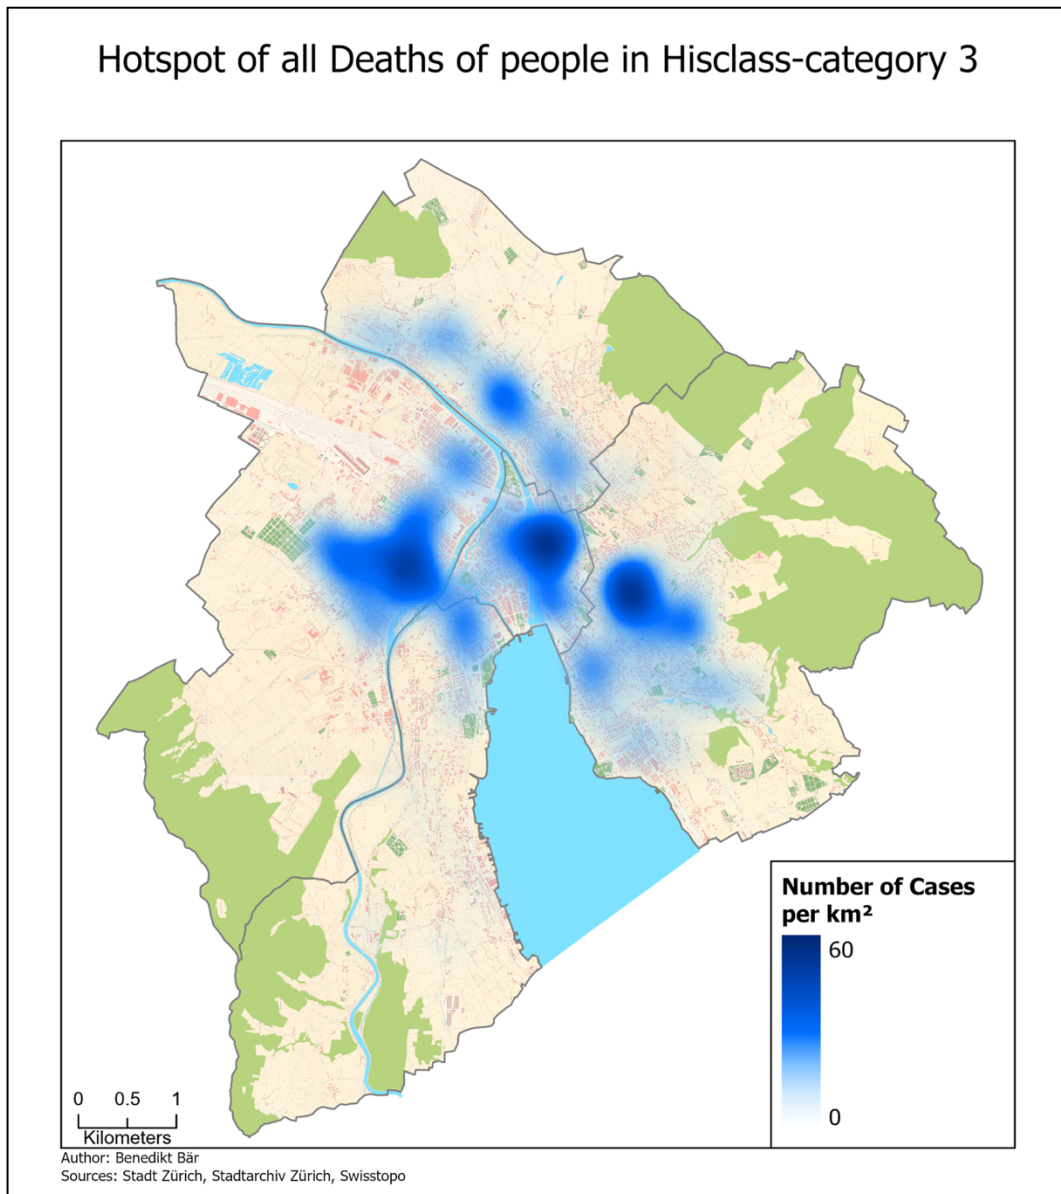 Hotspot of all Deaths of people in Hisclass-category 3
Number of Cases
per km²
60
0
0 0.5 1
Kilometers
Author: Benedikt Bär
Sources: Stadt Zürich, Stadtarchiv Zürich, Swisstopo